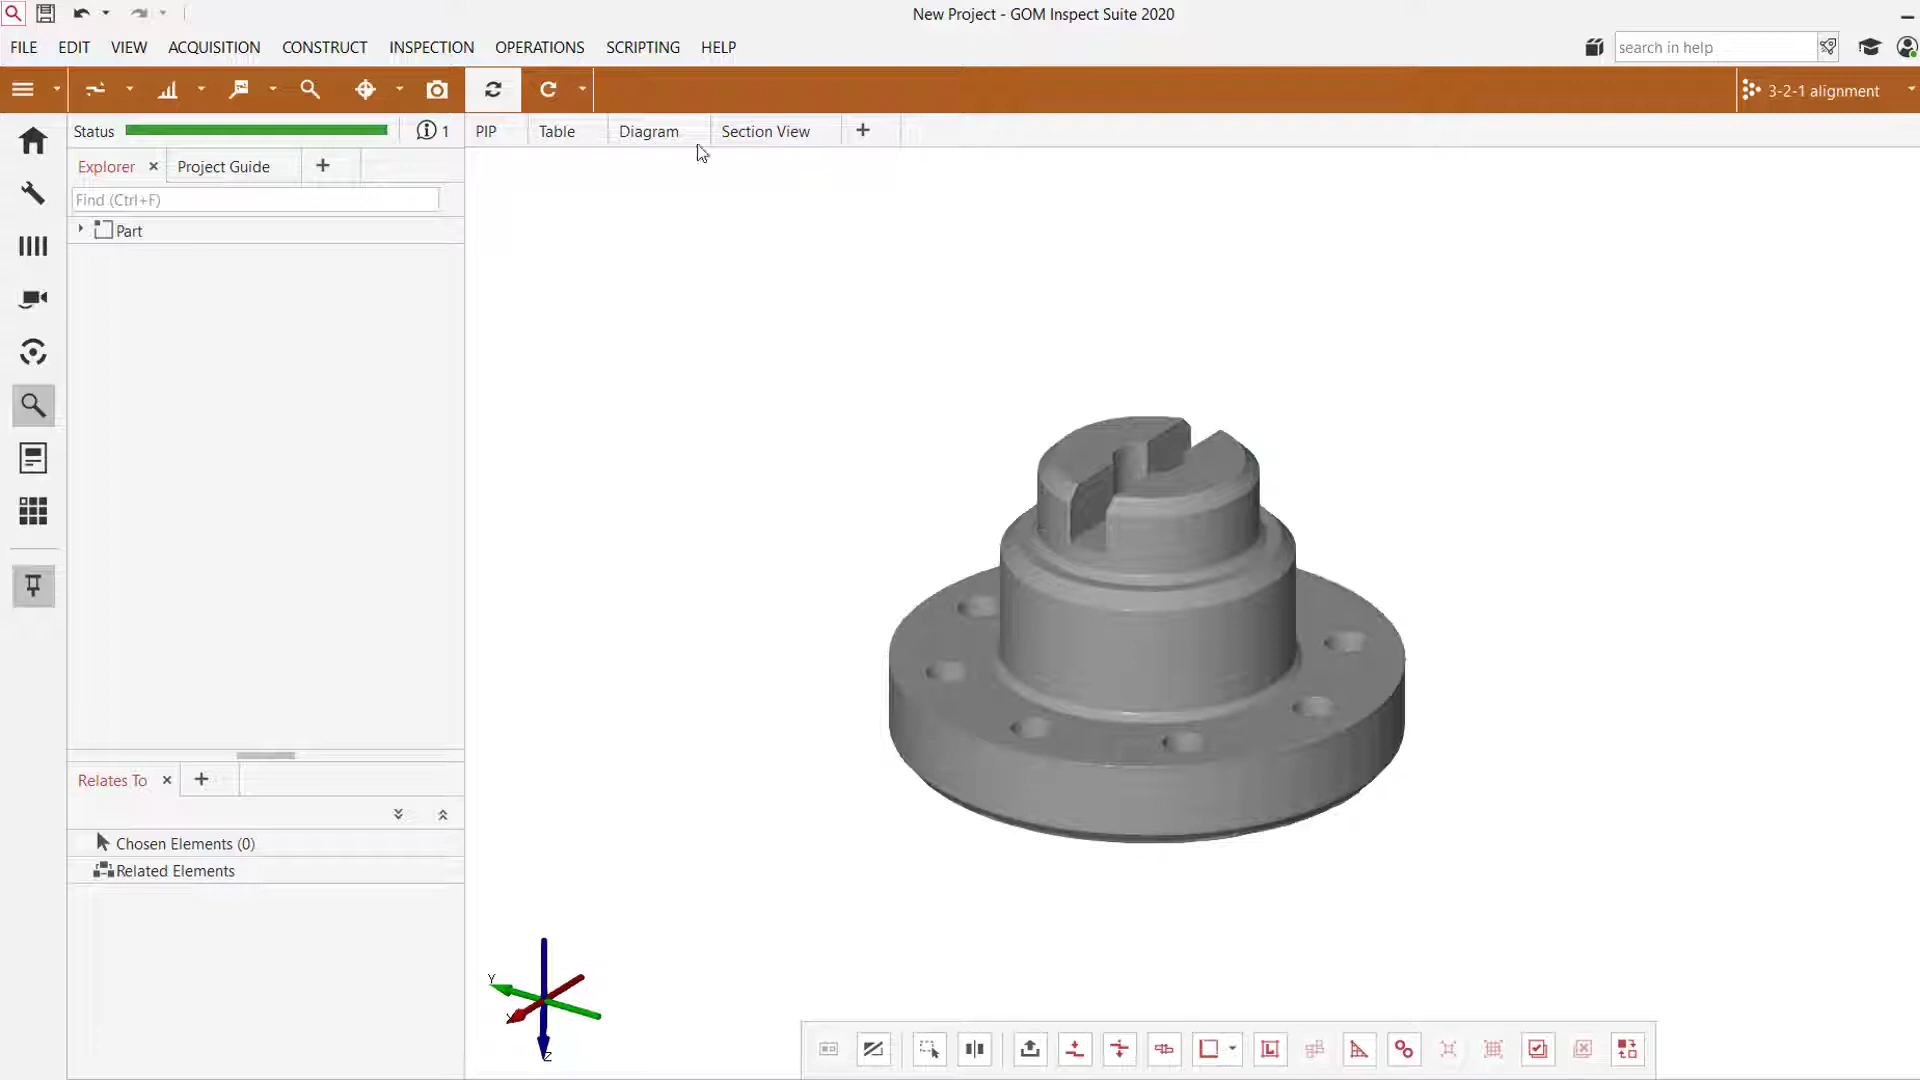 New Project - GOM Inspect Suite 2020
FILE EDIT VIEW ACQUISITION CONSTRUCT INSPECTION OPERATIONS SCRIPTING HELP search in help
3-2-1 alignment
Status 1 PIP Table Diagram Section View
Explorer Project Guide
Find (Ctrl+F)
Part
Relates To
Chosen Elements (0)
Related Elements
Y
X
Z